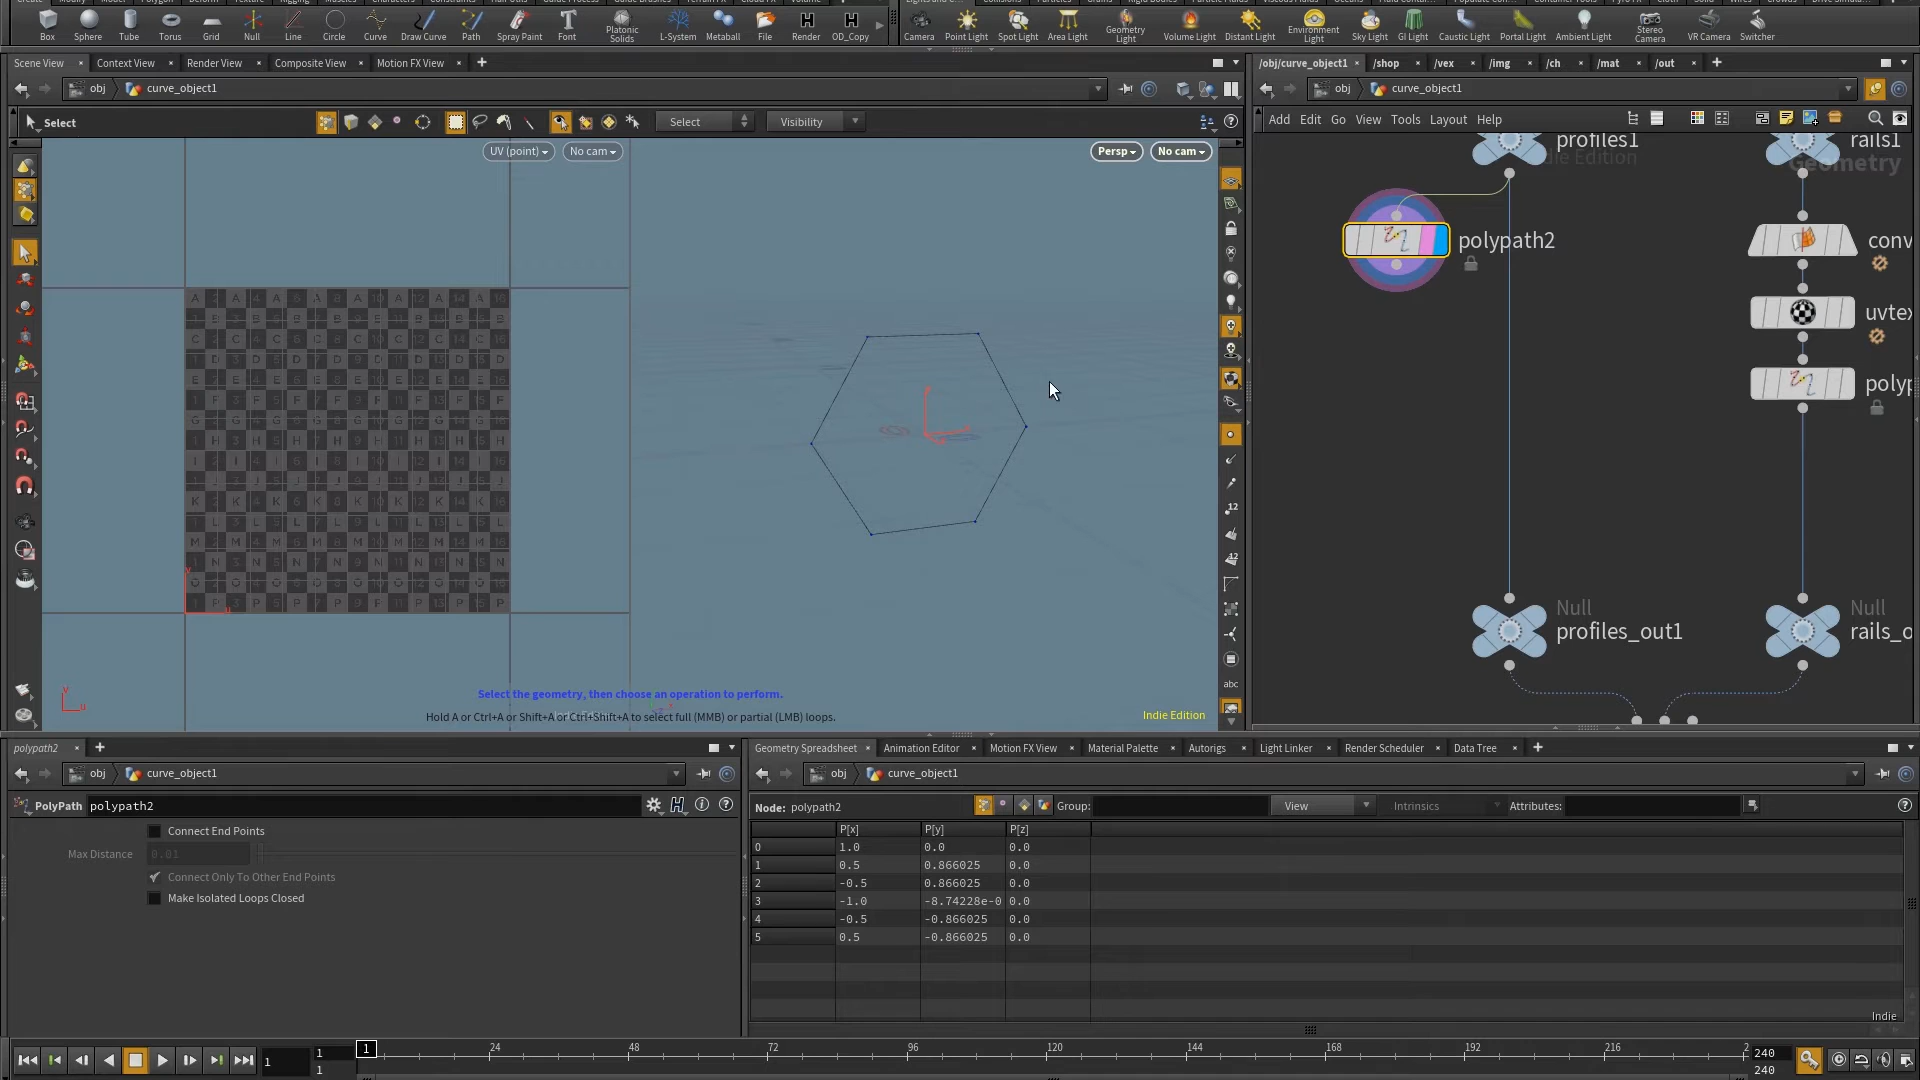 Box Sphere Tube Torus Grid Null Line Circle Curve Draw Curve Path Spray Paint Font Platonic Solids L-System Metaball File Render OD_Copy
Camera Point Light Spot Light Area Light Geometry Light Volume Light Distant Light Environment Light Sky Light GI Light Caustic Light Portal Light Ambient Light Stereo Camera VR Camera Switcher
Scene View Context View Render View Composite View Motion FX View
/obj/curve_object1 /shop /vex /img /ch /mat /out
obj curve_object1
obj curve_object1
Select Select Visibility
Add Edit Go View Tools Layout Help
UV (point) No cam
Persp No cam
profiles1
rails1
Geometry
polypath2
conv
uvtex
polyp
Null
profiles_out1
Null
rails_o
Select the geometry, then choose an operation to perform.
Hold A or Ctrl+A or Shift+A or Ctrl+Shift+A to select full (MMB) or partial (LMB) loops.
Indie Edition
polypath2
Geometry Spreadsheet Animation Editor Motion FX View Material Palette Autorigs Light Linker Render Scheduler Data Tree
obj curve_object1
obj curve_object1
PolyPath polypath2
Node: polypath2 Group: View Intrinsics Attributes:
Connect End Points
Max Distance 0.01
Connect Only To Other End Points
Make Isolated Loops Closed
P[x] P[y] P[z]
0 1.0 0.0 0.0
1 0.5 0.866025 0.0
2 -0.5 0.866025 0.0
3 -1.0 -8.74228e-0 0.0
4 -0.5 -0.866025 0.0
5 0.5 -0.866025 0.0
Indie
1 1 1 1 24 48 72 96 120 144 168 192 216 2 240 240